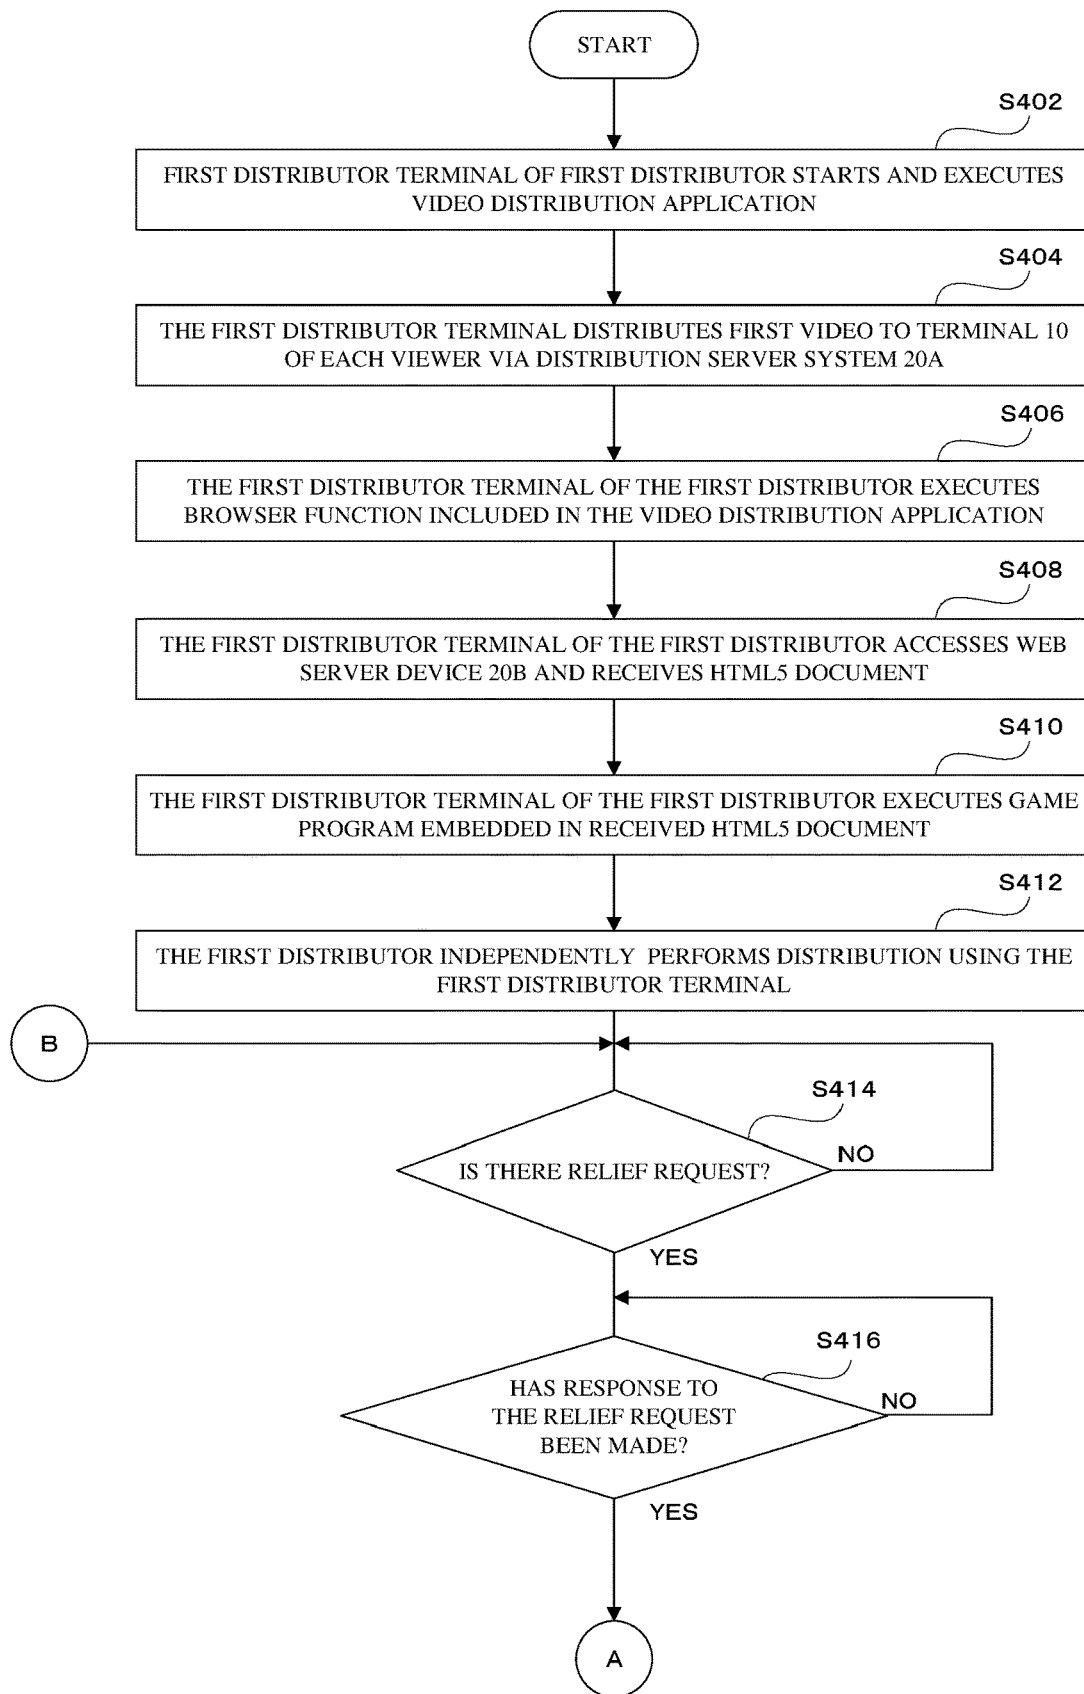 START
S402
FIRST DISTRIBUTOR TERMINAL OF FIRST DISTRIBUTOR STARTS AND EXECUTES
VIDEO DISTRIBUTION APPLICATION
S404
THE FIRST DISTRIBUTOR TERMINAL DISTRIBUTES FIRST VIDEO TO TERMINAL 10
OF EACH VIEWER VIA DISTRIBUTION SERVER SYSTEM 20A
S406
THE FIRST DISTRIBUTOR TERMINAL OF THE FIRST DISTRIBUTOR EXECUTES
BROWSER FUNCTION INCLUDED IN THE VIDEO DISTRIBUTION APPLICATION
S408
THE FIRST DISTRIBUTOR TERMINAL OF THE FIRST DISTRIBUTOR ACCESSES WEB
SERVER DEVICE 20B AND RECEIVES HTML5 DOCUMENT
S410
THE FIRST DISTRIBUTOR TERMINAL OF THE FIRST DISTRIBUTOR EXECUTES GAME
PROGRAM EMBEDDED IN RECEIVED HTML5 DOCUMENT
S412
THE FIRST DISTRIBUTOR INDEPENDENTLY PERFORMS DISTRIBUTION USING THE
FIRST DISTRIBUTOR TERMINAL
B
S414
IS THERE RELIEF REQUEST?
NO
YES
S416
HAS RESPONSE TO
THE RELIEF REQUEST
BEEN MADE?
NO
YES
A